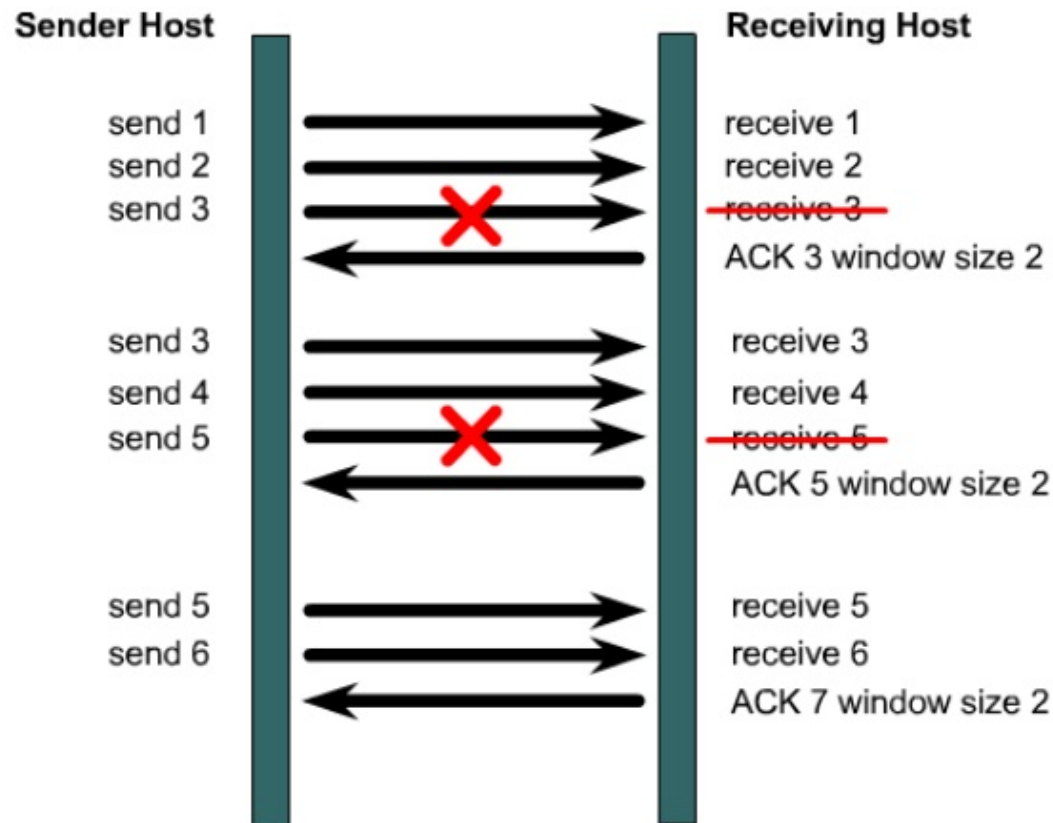 Sender Host Receiving Host
send 1 receive 1
send 2 receive 2
send 3 receive 3
ACK 3 window size 2
send 3 receive 3
send 4 receive 4
send 5 receive 5
ACK 5 window size 2
send 5 receive 5
send 6 receive 6
ACK 7 window size 2